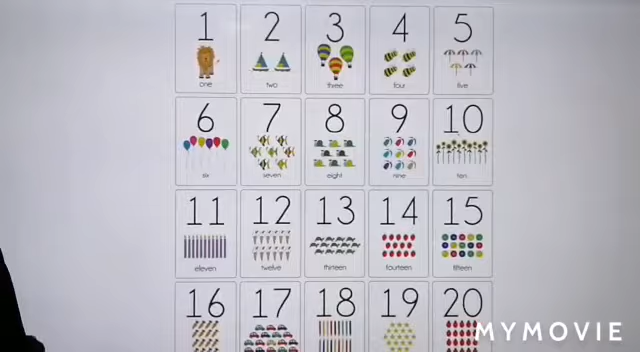 1 2 3 4 5
one two three four five
6 7 8 9 10
six seven eight nine ten
11 12 13 14 15
eleven twelve thirteen fourteen fifteen
16 17 18 19 20
MYMOVIE